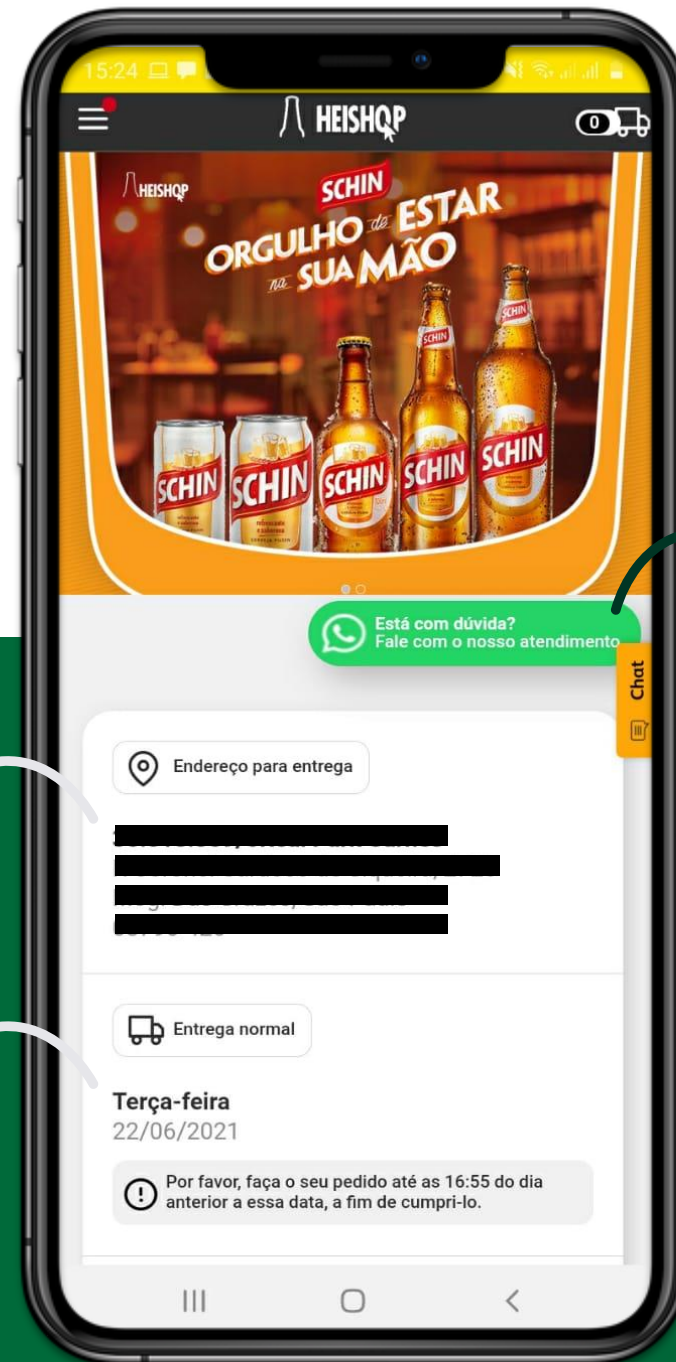 15:24
HEISHOP
0
HEISHOP
SCHIN
ORGULHO de ESTAR
na SUA MÃO
SCHIN
SCHIN
SCHIN
SCHIN
SCHIN
SCHIN
SCHIN
Está com dúvida?
Fale com o nosso atendimento
Chat
Endereço para entrega
Entrega normal
Terça-feira
22/06/2021
Por favor, faça o seu pedido até as 16:55 do dia
anterior a essa data, a fim de cumpri-lo.